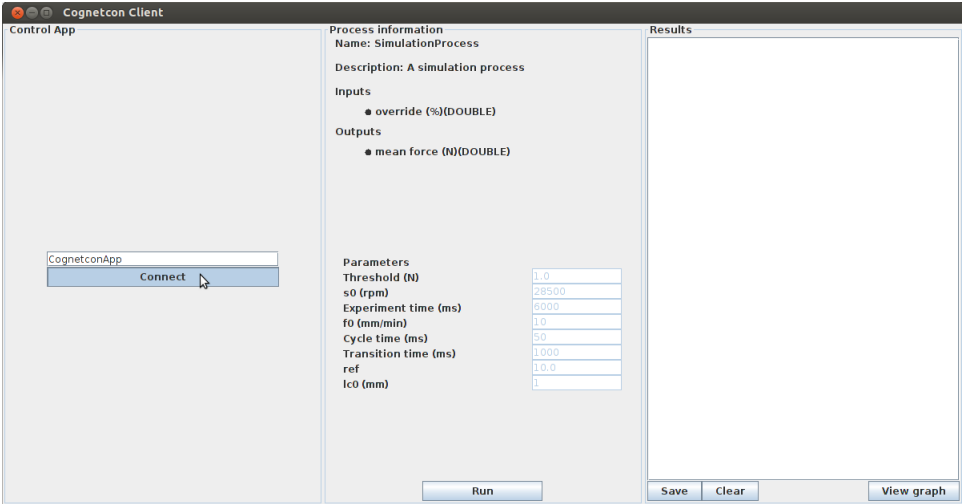 Cognetcon Client
Control App
CognetconApp
Connect
Process information
Name: SimulationProcess
Description: A simulation process
Inputs
override (%)(DOUBLE)
Outputs
mean force (N)(DOUBLE)
Parameters
Threshold (N) 1.0
s0 (rpm) 28500
Experiment time (ms) 6000
f0 (mm/min) 10
Cycle time (ms) 50
Transition time (ms) 1000
ref 10.0
lc0 (mm) 1
Run
Results
Save Clear View graph